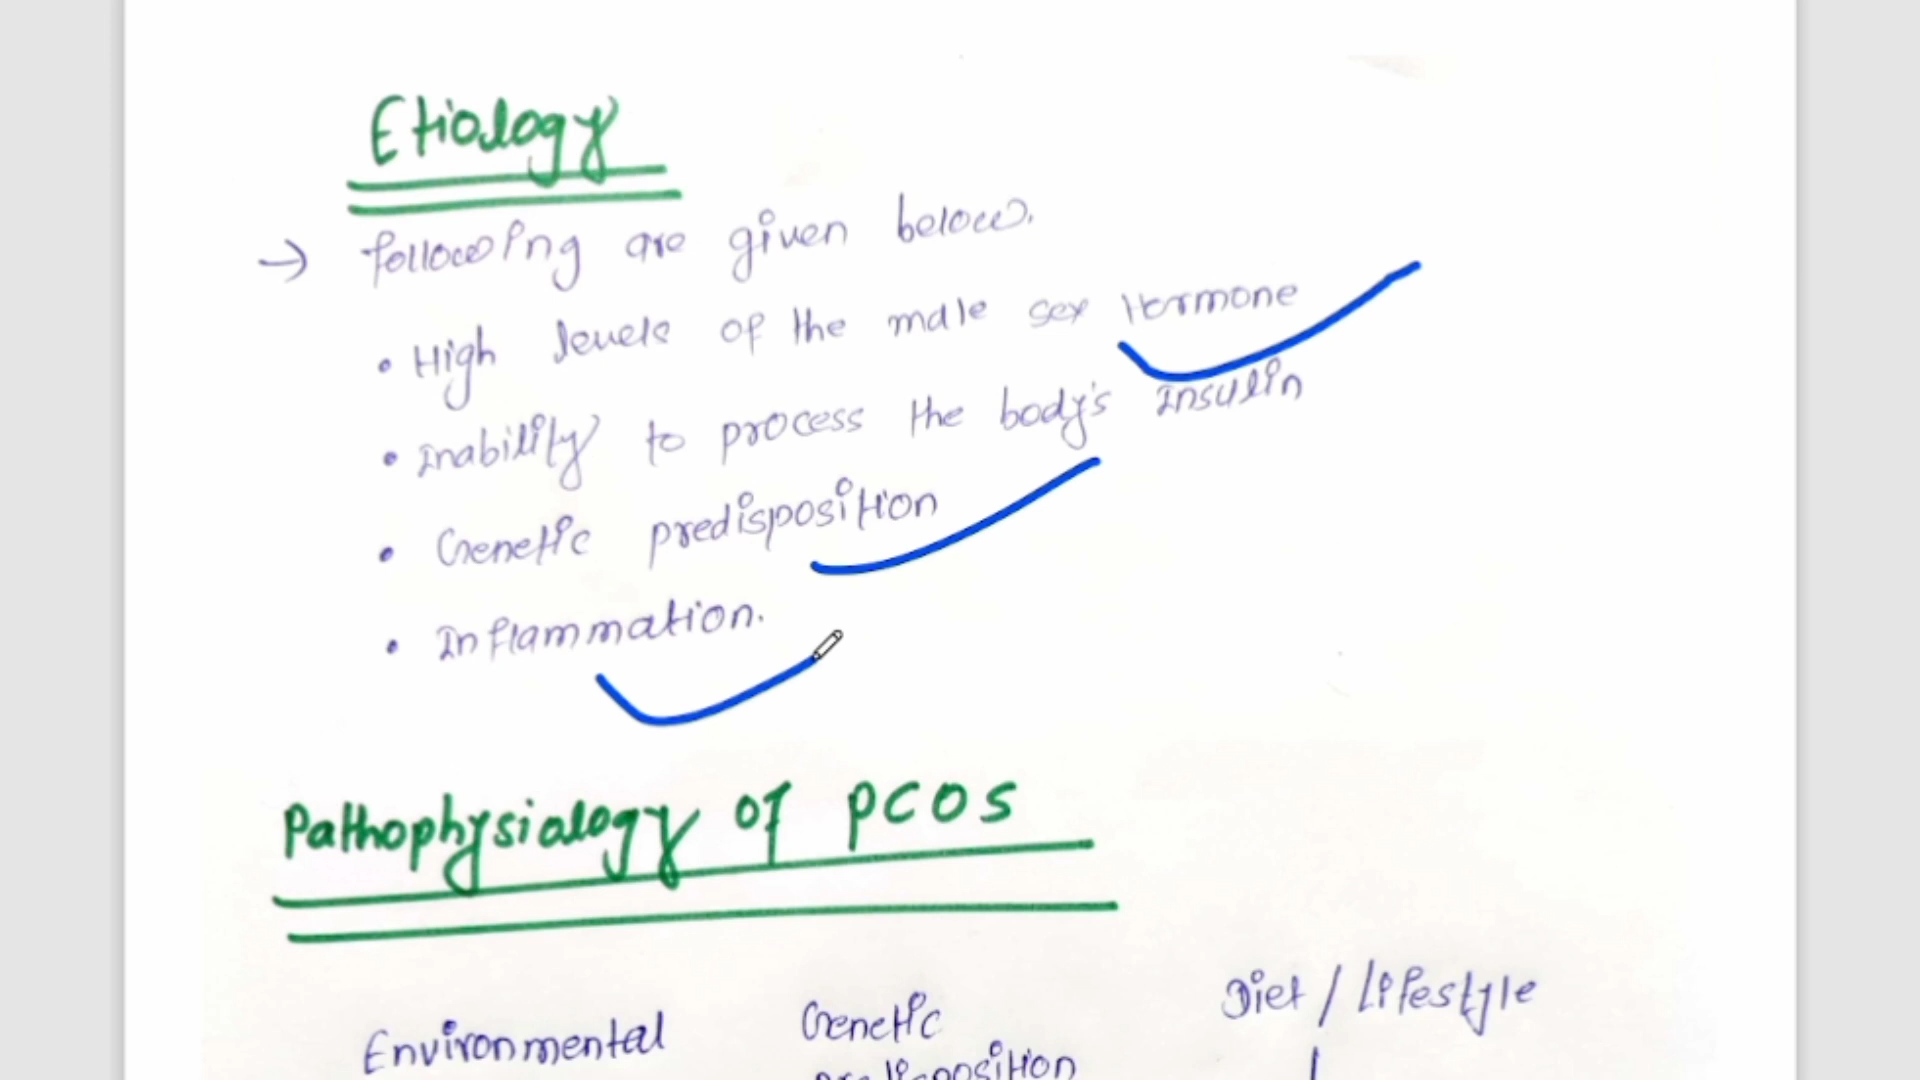 Etiology
→ following are given below.
• High levels of the male sex Hormone
• Inability to process the body's Insulin
• Genetic predisposition
• Inflammation.
Pathophysiology of PCOS
Diet / Lifestyle
Environmental Genetic
predisposition